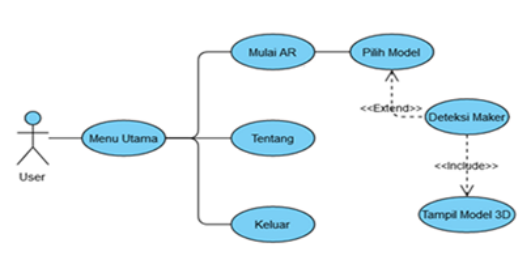 Mulai AR
Pilih Model
<<Extend>>
Deteksi Maker
Menu Utama
Tentang
User
<<Include>>
Tampil Model 3D
Keluar